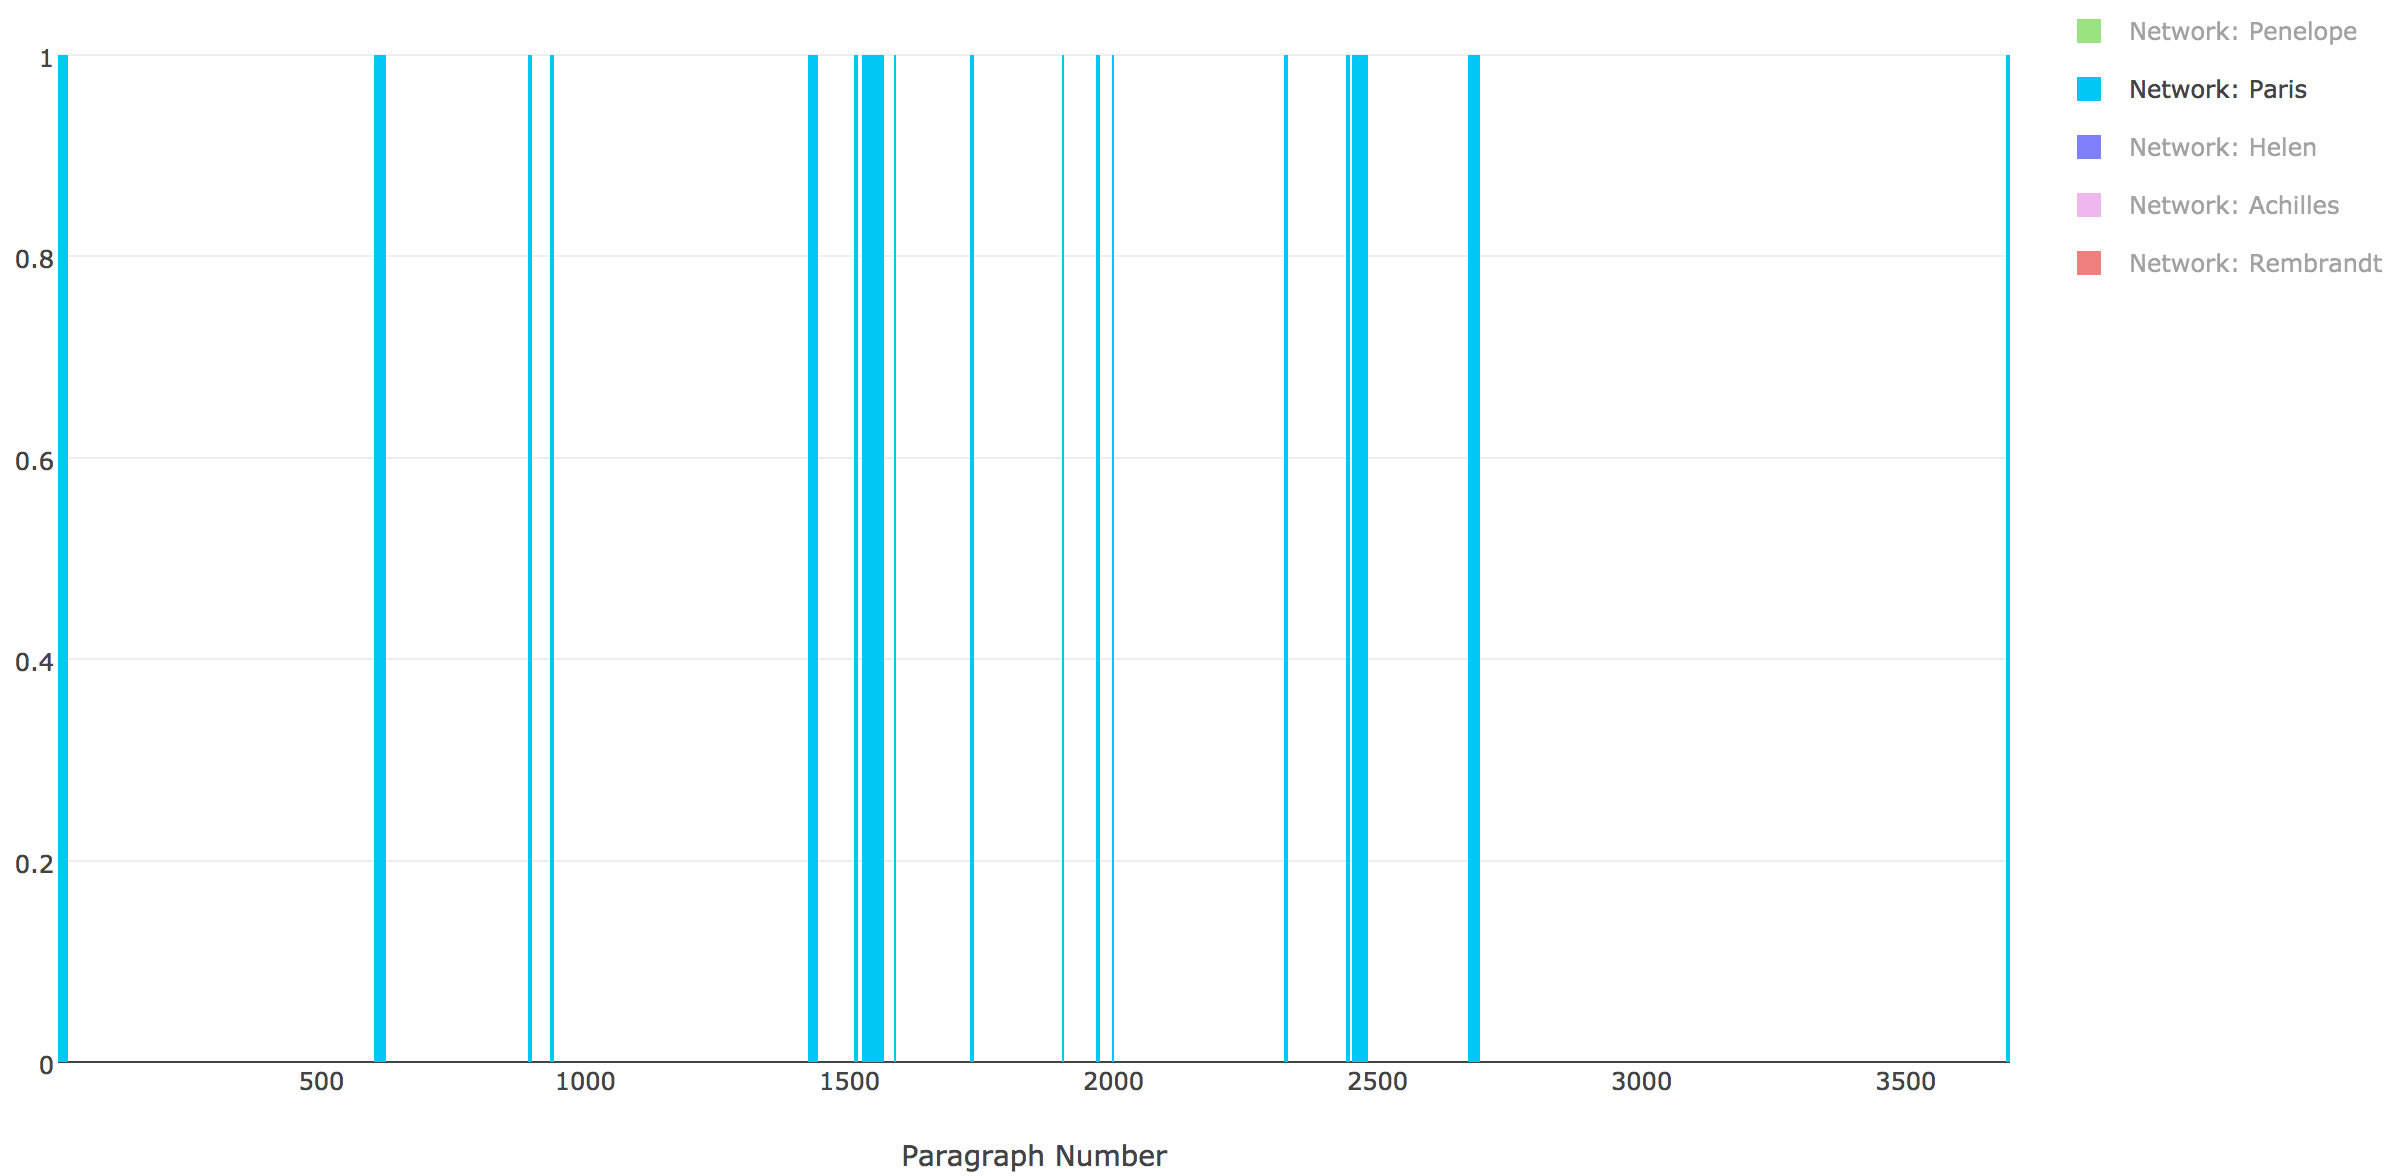 1
0.8
0.6
0.4
0.2
0
500 1000 1500 2000 2500 3000 3500
Paragraph Number
Network: Penelope
Network: Paris
Network: Helen
Network: Achilles
Network: Rembrandt